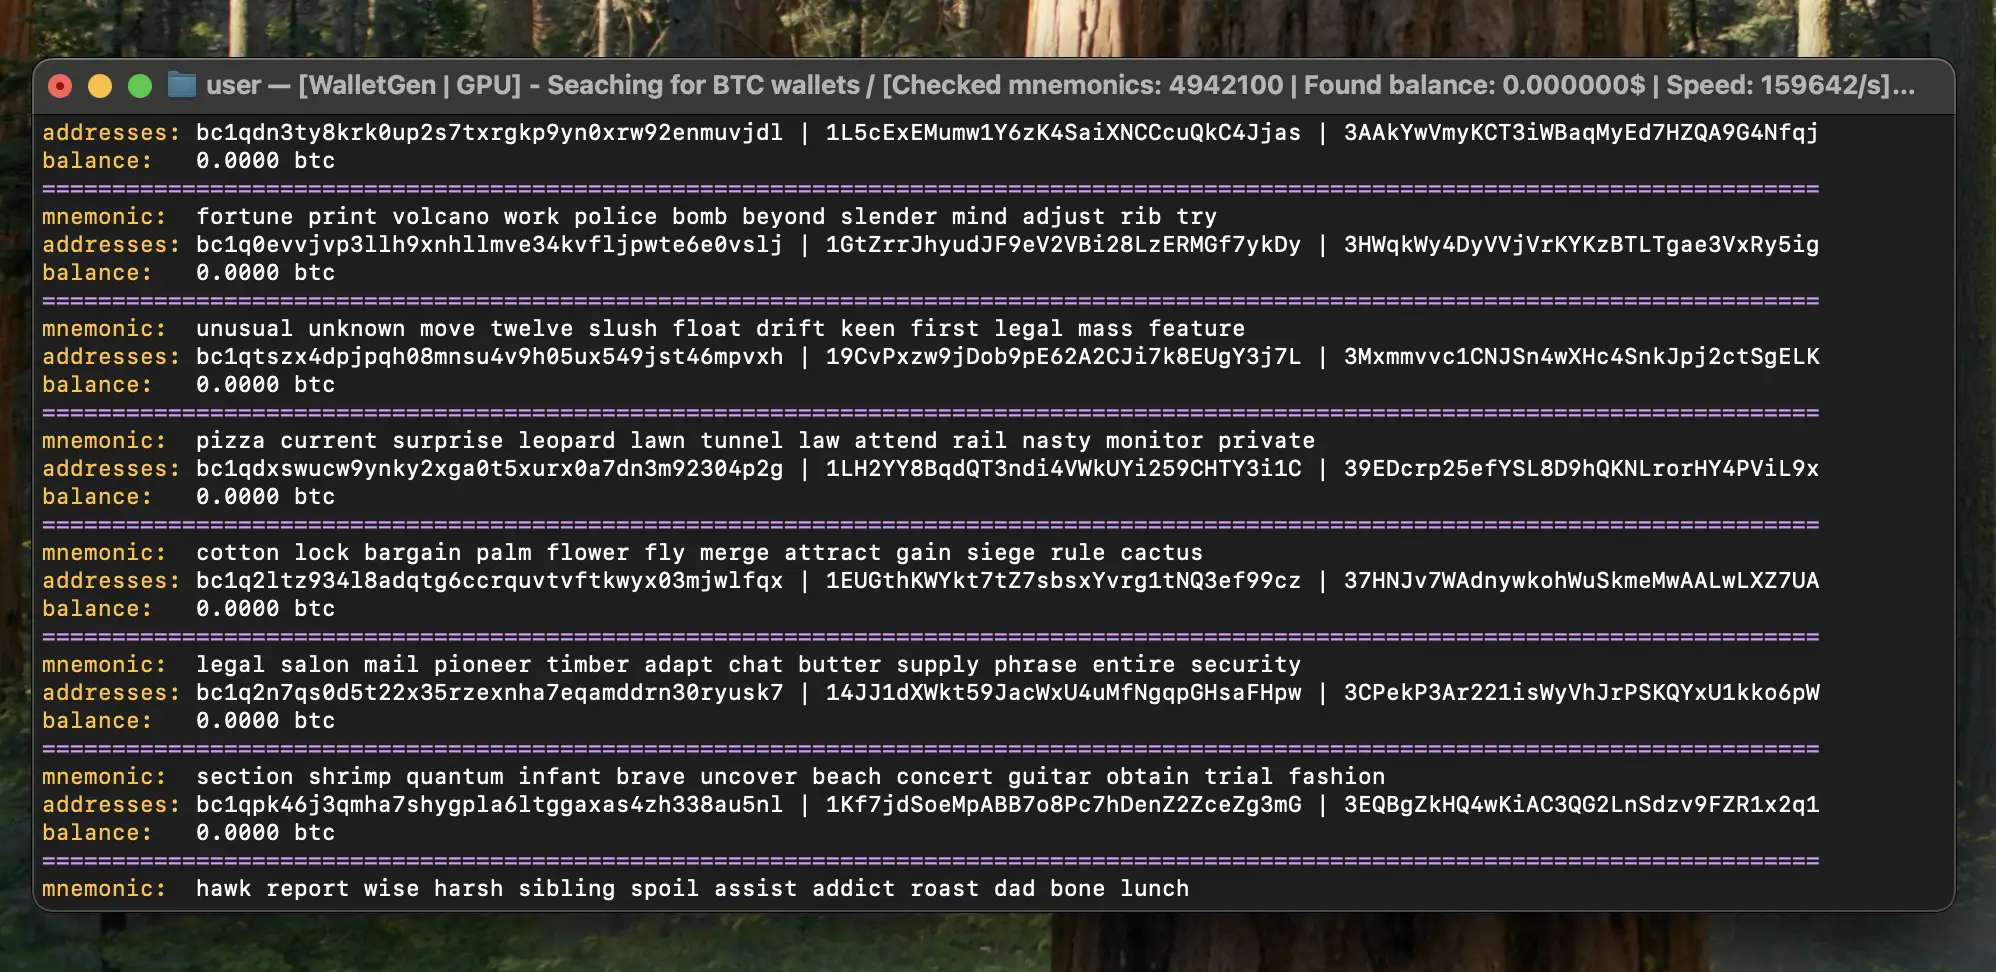 user — [WalletGen | GPU] - Seaching for BTC wallets / [Checked mnemonics: 4942100 | Found balance: 0.000000$ | Speed: 159642/s]...
addresses: bc1qdn3ty8krk0up2s7txrgkp9yn0xrw92enmuvjdl | 1L5cExEMumw1Y6zK4SaiXNCCcuQkC4Jjas | 3AAkYwVmyKCT3iWBaqMyEd7HZQA9G4Nfqj
balance: 0.0000 btc
===============================================================================================================================
mnemonic: fortune print volcano work police bomb beyond slender mind adjust rib try
addresses: bc1q0evvjvp3llh9xnhllmve34kvfljpwte6e0vslj | 1GtZrrJhyudJF9eV2VBi28LzERMGf7ykDy | 3HWqkWy4DyVVjVrKYKzBTLTgae3VxRy5ig
balance: 0.0000 btc
===============================================================================================================================
mnemonic: unusual unknown move twelve slush float drift keen first legal mass feature
addresses: bc1qtszx4dpjpqh08mnsu4v9h05ux549jst46mpvxh | 19CvPxzw9jDob9pE62A2CJi7k8EUgY3j7L | 3Mxmmvvc1CNJSn4wXHc4SnkJpj2ctSgELK
balance: 0.0000 btc
===============================================================================================================================
mnemonic: pizza current surprise leopard lawn tunnel law attend rail nasty monitor private
addresses: bc1qdxswucw9ynky2xga0t5xurx0a7dn3m92304p2g | 1LH2YY8BqdQT3ndi4VWkUYi259CHTY3i1C | 39EDcrp25efYSL8D9hQKNLrorHY4PViL9x
balance: 0.0000 btc
===============================================================================================================================
mnemonic: cotton lock bargain palm flower fly merge attract gain siege rule cactus
addresses: bc1q2ltz934l8adqtg6ccrquvtvftkwyx03mjwlfqx | 1EUGthKWYkt7tZ7sbsxYvrg1tNQ3ef99cz | 37HNJv7WAdnywkohWuSkmeMwAALwLXZ7UA
balance: 0.0000 btc
===============================================================================================================================
mnemonic: legal salon mail pioneer timber adapt chat butter supply phrase entire security
addresses: bc1q2n7qs0d5t22x35rzexnha7eqamddrn30ryusk7 | 14JJ1dXWkt59JacWxU4uMfNgqpGHsaFHpw | 3CPekP3Ar221isWyVhJrPSKQYxU1kko6pW
balance: 0.0000 btc
===============================================================================================================================
mnemonic: section shrimp quantum infant brave uncover beach concert guitar obtain trial fashion
addresses: bc1qpk46j3qmha7shygpla6ltggaxas4zh338au5nl | 1Kf7jdSoeMpABB7o8Pc7hDenZ2ZceZg3mG | 3EQBgZkHQ4wKiAC3QG2LnSdzv9FZR1x2q1
balance: 0.0000 btc
===============================================================================================================================
mnemonic: hawk report wise harsh sibling spoil assist addict roast dad bone lunch